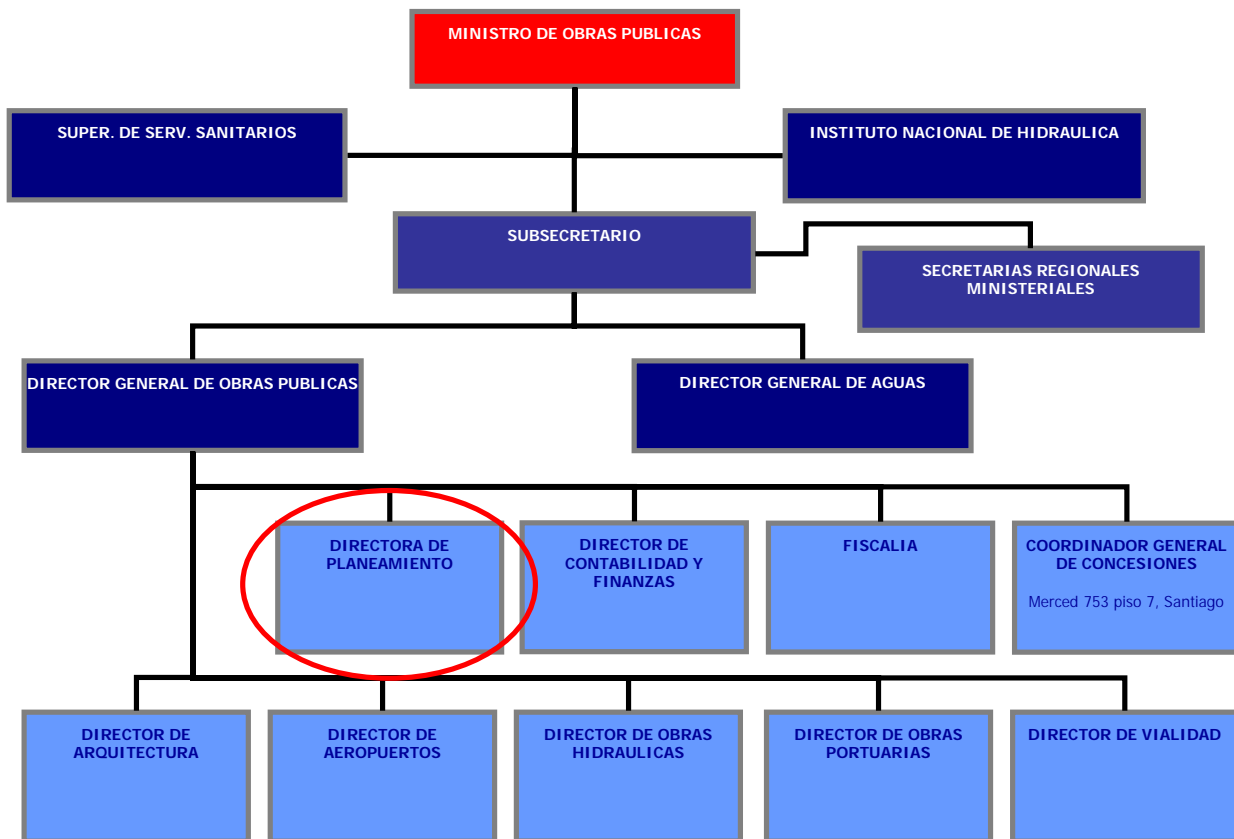 MINISTRO DE OBRAS PUBLICAS
SUPER. DE SERV. SANITARIOS
INSTITUTO NACIONAL DE HIDRAULICA
SUBSECRETARIO
SECRETARIAS REGIONALES
MINISTERIALES
DIRECTOR GENERAL DE OBRAS PUBLICAS
DIRECTOR GENERAL DE AGUAS
DIRECTORA DE
PLANEAMIENTO
DIRECTOR DE
CONTABILIDAD Y
FINANZAS
FISCALIA
COORDINADOR GENERAL
DE CONCESIONES
Merced 753 piso 7, Santiago
DIRECTOR DE
ARQUITECTURA
DIRECTOR DE
AEROPUERTOS
DIRECTOR DE OBRAS
HIDRAULICAS
DIRECTOR DE OBRAS
PORTUARIAS
DIRECTOR DE VIALIDAD